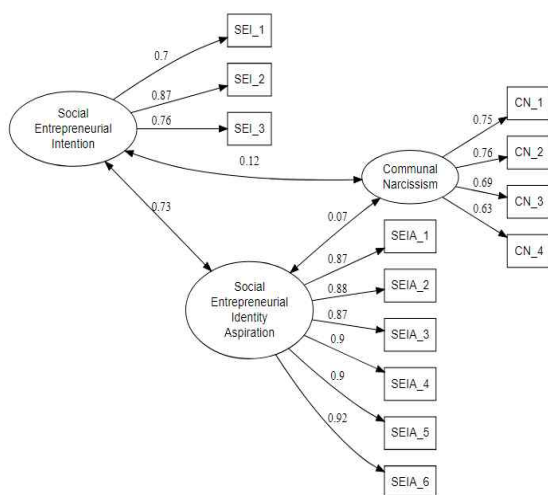 SEI_1
0.7
SEI_2
0.87
Social
Entrepreneurial
Intention
0.76
SEI_3
CN_1
0.75
CN_2
0.76
0.12
Communal
Narcissism
0.69
CN_3
0.63
CN_4
0.73
0.07
SEIA_1
0.87
SEIA_2
0.88
Social
Entrepreneurial
Identity
Aspiration
0.87
SEIA_3
0.9
SEIA_4
0.9
SEIA_5
0.92
SEIA_6